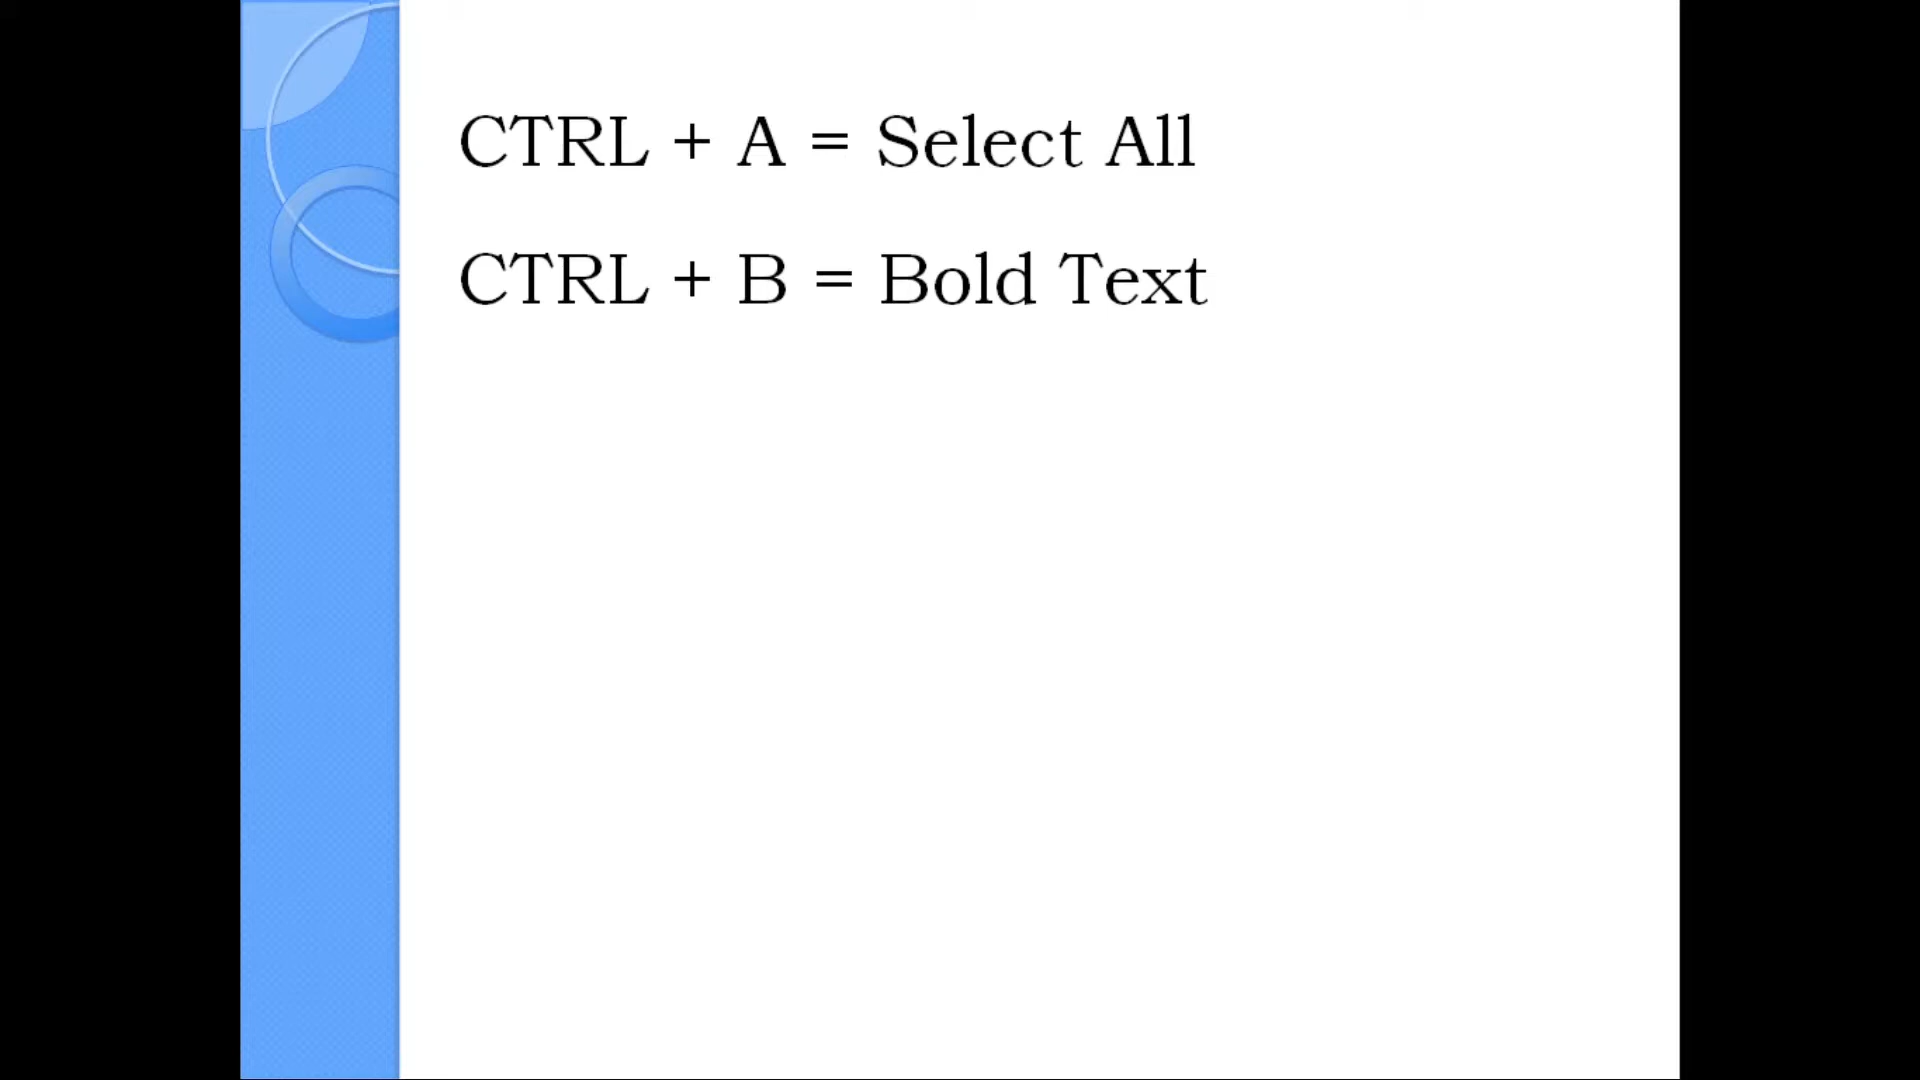 CTRL + A = Select All
CTRL + B = Bold Text